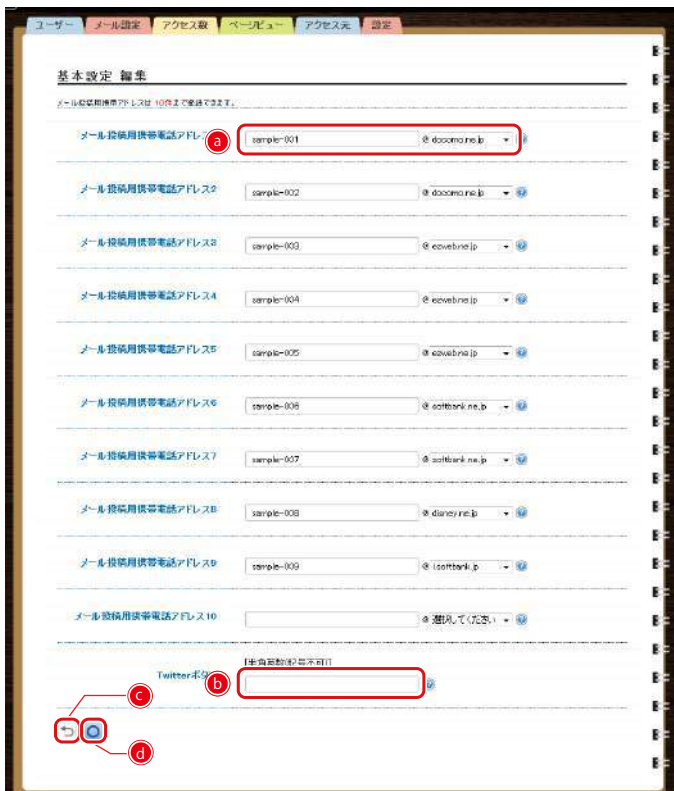 ユーザー メール設定 アクセス数 ページビュー アクセス元 設定
基本設定 編集
メール投稿用携帯アドレスは 10件まで登録できます。
メール投稿用携帯電話アドレ a sample-001 @ docomo.ne.jp
メール投稿用携帯電話アドレス2 sample-002 @ docomo.ne.jp
メール投稿用携帯電話アドレス3 sample-003 @ ezweb.ne.jp
メール投稿用携帯電話アドレス4 sample-004 @ ezweb.ne.jp
メール投稿用携帯電話アドレス5 sample-005 @ ezweb.ne.jp
メール投稿用携帯電話アドレス6 sample-006 @ softbank.ne.jp
メール投稿用携帯電話アドレス7 sample-007 @ softbank.ne.jp
メール投稿用携帯電話アドレス8 sample-008 @ disney.ne.jp
メール投稿用携帯電話アドレス9 sample-009 @ i.softbank.jp
メール投稿用携帯電話アドレス10 @ 選択してください
[半角英数(記号不可)]
Twitterボタ b
c
d